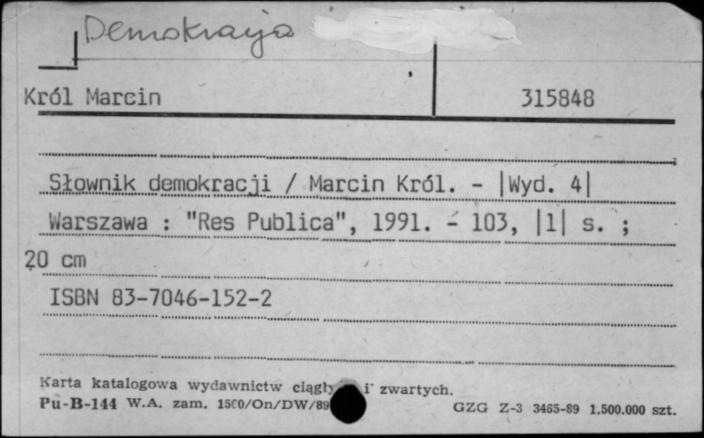 Demokracja
Król Marcin 315848
Słownik demokracji / Marcin Król. - |Wyd. 4|
Warszawa : "Res Publica", 1991. - 103, |1| s. ;
20 cm
ISBN 83-7046-152-2
Karta katalogowa wydawnictw ciągły i zwartych.
Pu-B-144 W.A. zam. 1500/On/DW/89 GZG Z-3 3465-89 1.500.000 szt.